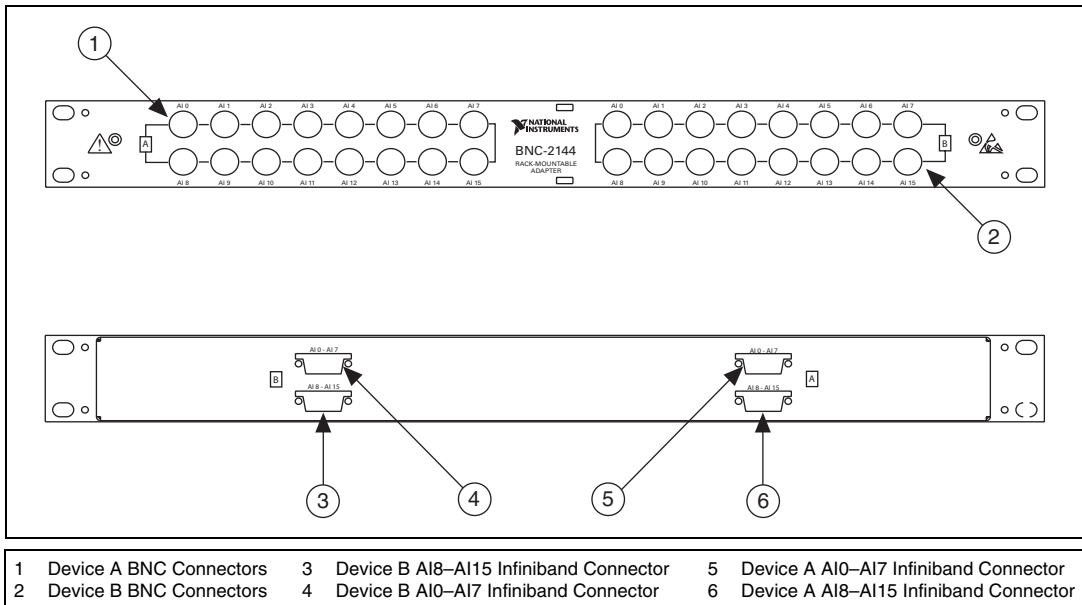 1
AI 0 AI 1 AI 2 AI 3 AI 4 AI 5 AI 6 AI 7
A
AI 8 AI 9 AI 10 AI 11 AI 12 AI 13 AI 14 AI 15
NATIONAL
INSTRUMENTS
BNC-2144
RACK-MOUNTABLE
ADAPTER
AI 0 AI 1 AI 2 AI 3 AI 4 AI 5 AI 6 AI 7
B
AI 8 AI 9 AI 10 AI 11 AI 12 AI 13 AI 14 AI 15
2
AI 0 - AI 7
B
AI 8 - AI 15
AI 0 - AI 7
A
AI 8 - AI 15
3
4
5
6
1 Device A BNC Connectors
2 Device B BNC Connectors
3 Device B AI8–AI15 Infiniband Connector
4 Device B AI0–AI7 Infiniband Connector
5 Device A AI0–AI7 Infiniband Connector
6 Device A AI8–AI15 Infiniband Connector